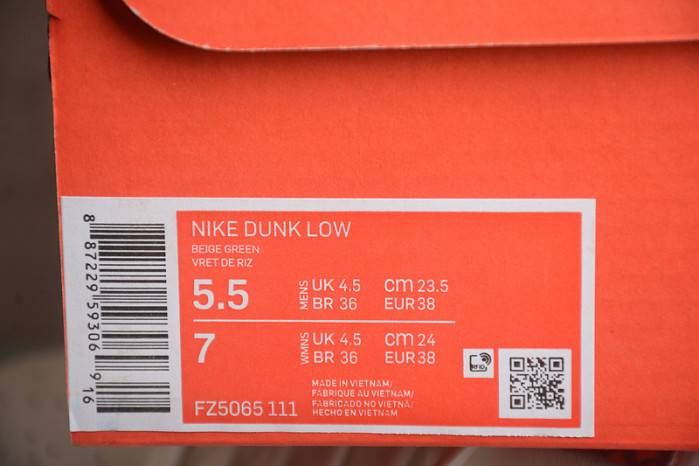 8 87229 59306 9 16
NIKE DUNK LOW
BEIGE GREEN
VRET DE RIZ
5.5 MENS UK 4.5 cm 23.5
BR 36 EUR 38
7 WMNS UK 4.5 cm 24
BR 36 EUR 38
RFID
MADE IN VIETNAM/
FABRIQUE AU VIETNAM/
FABRICADO NO VIETNÃ/
HECHO EN VIETNAM
FZ5065 111